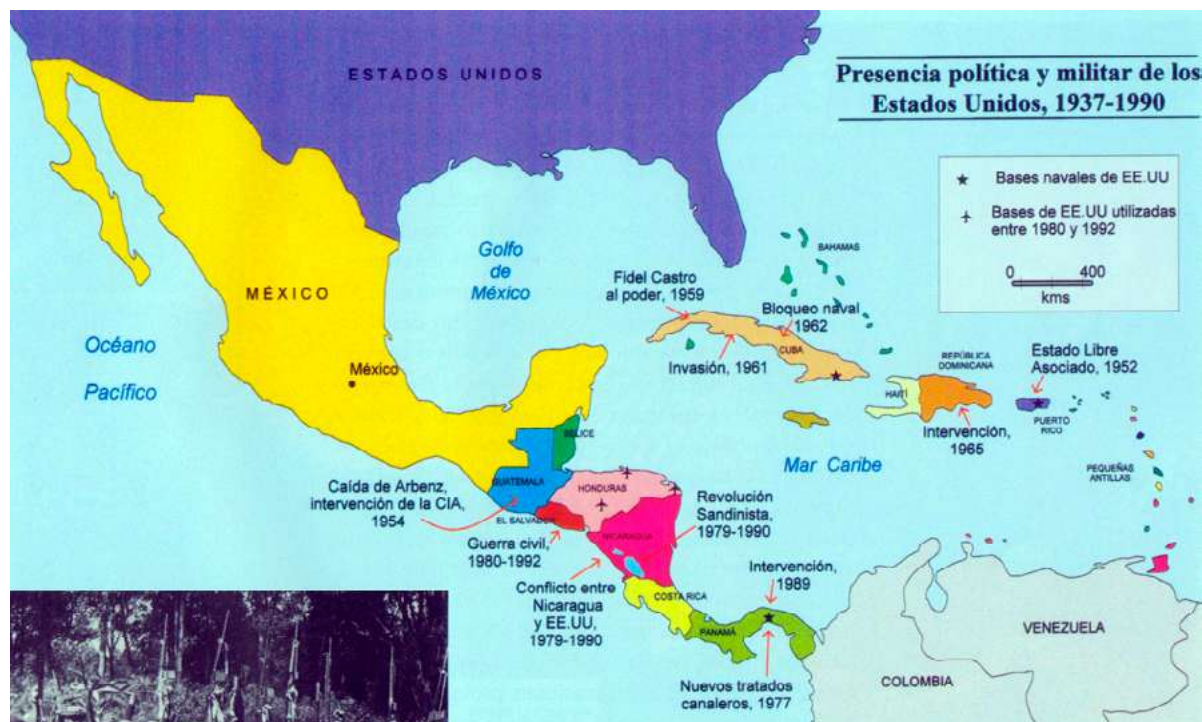 ESTADOS UNIDOS
Presencia política y militar de los
Estados Unidos, 1937-1990
Bases navales de EE.UU
Bases de EE.UU utilizadas
entre 1980 y 1992
0 400
kms
BAHAMAS
Golfo
de
México
Fidel Castro
al poder, 1959
Bloqueo naval
1962
CUBA
Invasión, 1961
MÉXICO
México
Océano
Pacífico
REPÚBLICA
DOMINICANA
HAITÍ
Estado Libre
Asociado, 1952
PUERTO
RICO
Intervención,
1965
Mar Caribe
PEQUEÑAS
ANTILLAS
BELICE
GUATEMALA
HONDURAS
Caída de Arbenz,
intervención de la CIA,
1954
EL SALVADOR
NICARAGUA
Revolución
Sandinista,
1979-1990
Guerra civil,
1980-1992
Conflicto entre
Nicaragua
y EE.UU,
1979-1990
COSTA RICA
Intervención,
1989
PANAMÁ
Nuevos tratados
canaleros, 1977
VENEZUELA
COLOMBIA